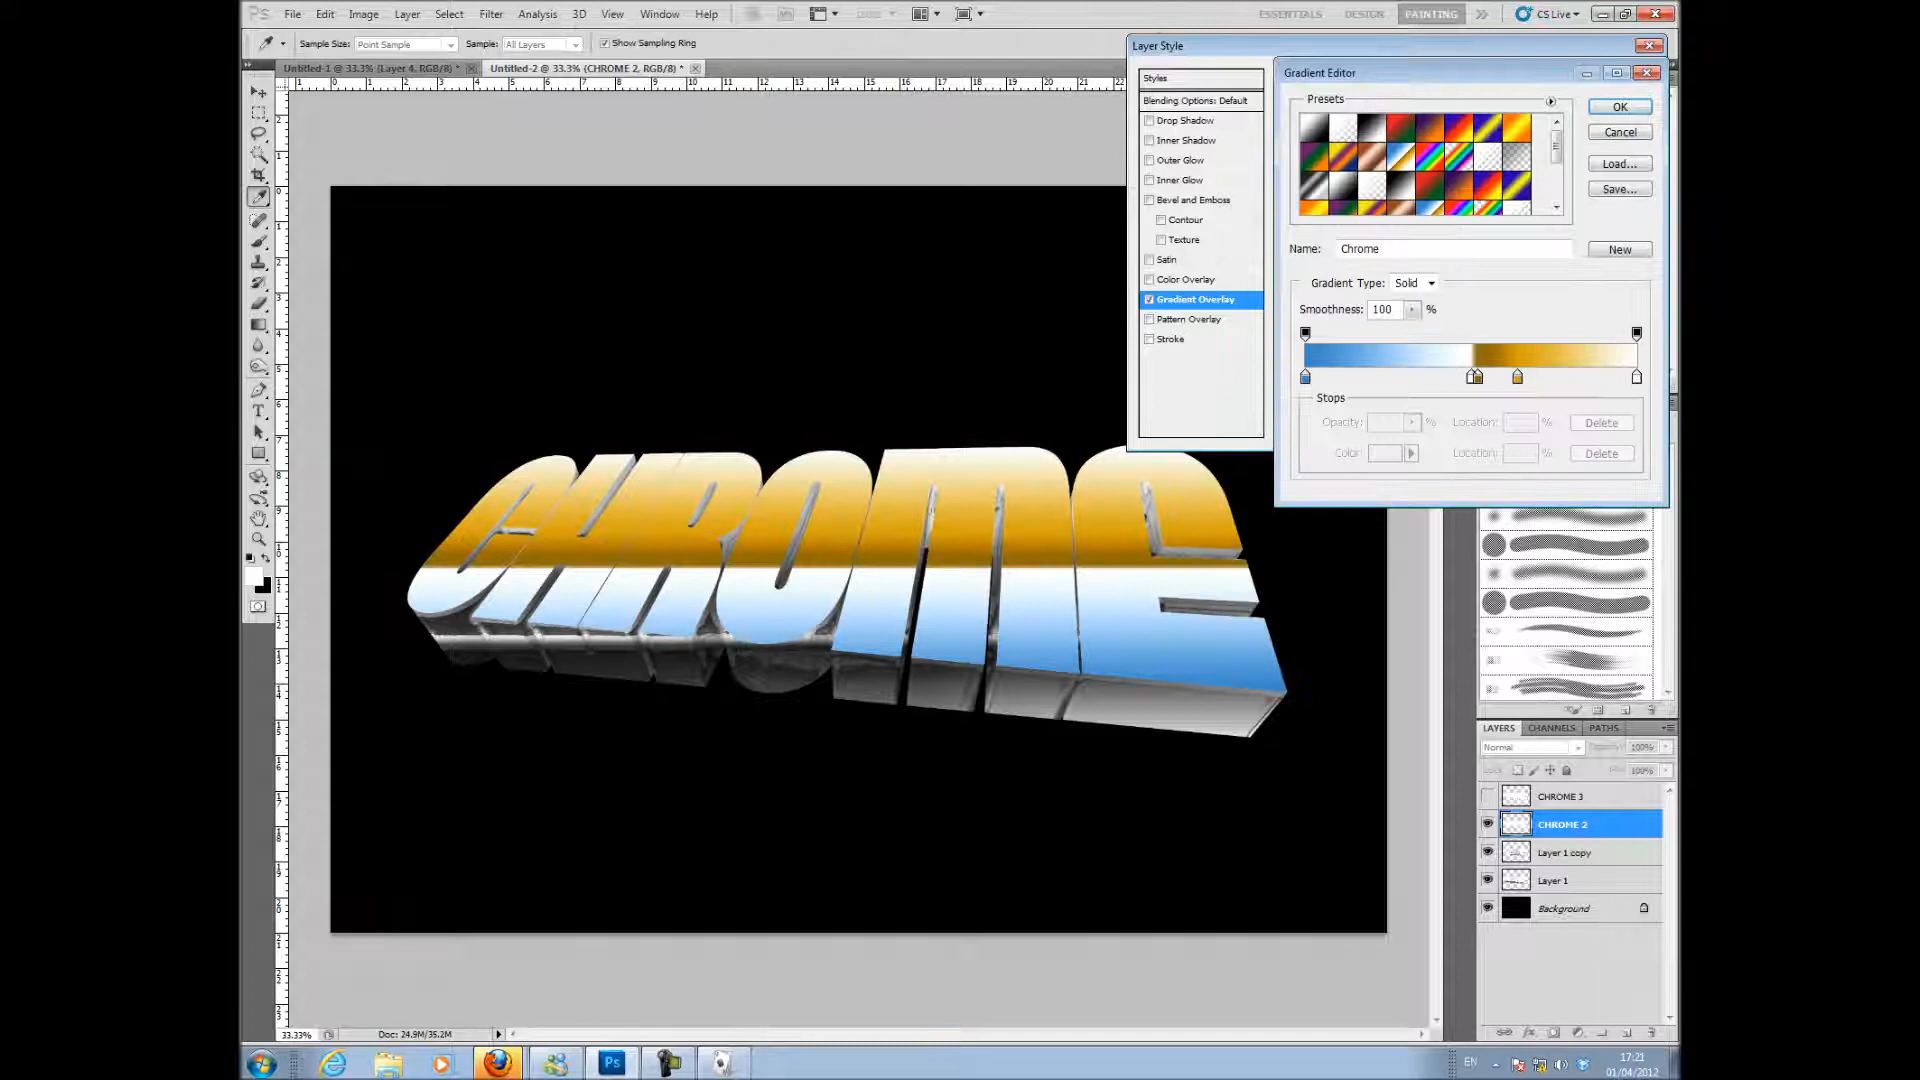 Ps File Edit Image Layer Select Filter Analysis 3D View Window Help ESSENTIALS DESIGN PAINTING CS Live
Sample Size: Point Sample Sample: All Layers Show Sampling Ring
Untitled-1 @ 33.3% (Layer 4, RGB/8) * Untitled-2 @ 33.3% (CHROME 2, RGB/8) *
Layer Style
Styles
Blending Options: Default
Drop Shadow
Inner Shadow
Outer Glow
Inner Glow
Bevel and Emboss
Contour
Texture
Satin
Color Overlay
Gradient Overlay
Pattern Overlay
Stroke
Gradient Editor
Presets
OK
Cancel
Load...
Save...
Name: Chrome
New
Gradient Type: Solid
Smoothness: 100 %
Stops
Opacity: % Location: % Delete
Color: Location: % Delete
CHROME
LAYERS CHANNELS PATHS
Normal 100%
100%
CHROME 3
CHROME 2
Layer 1 copy
Layer 1
Background
33.33% Doc: 24.9M/35.2M
Ps
EN
17:21
01/04/2012